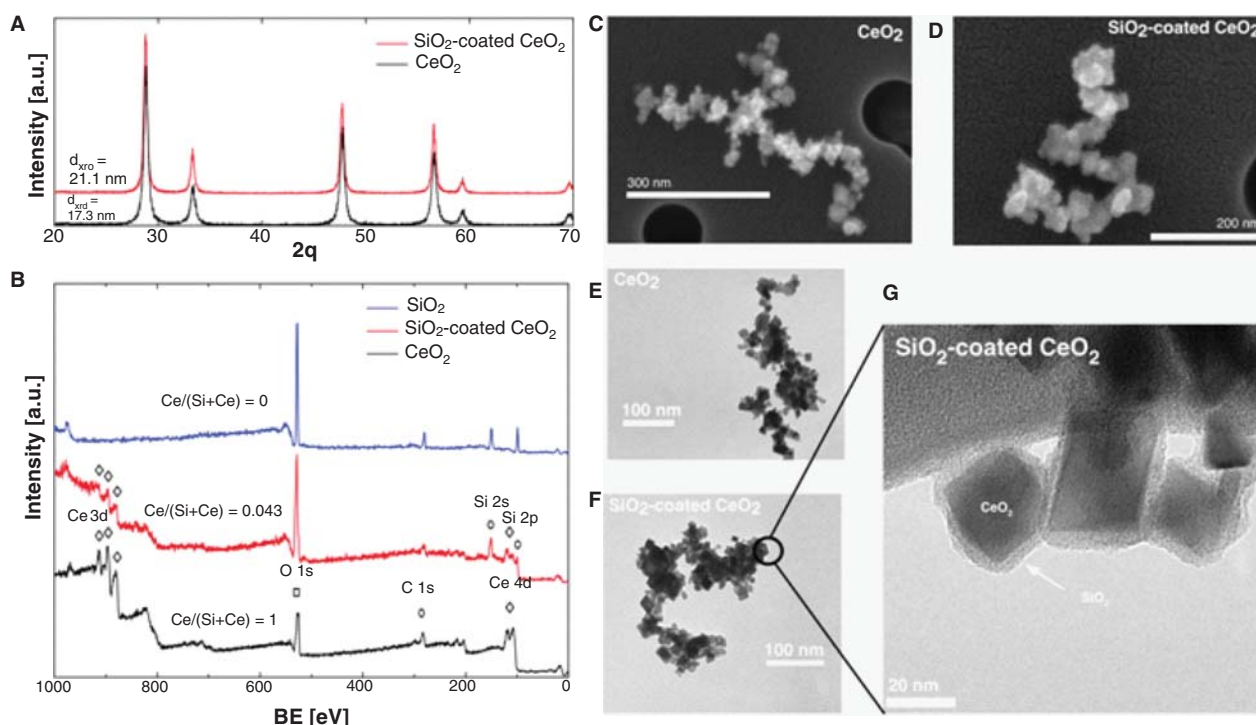 A
Intensity [a.u.]
SiO₂-coated CeO₂
CeO₂
d_xro =
21.1 nm
d_xrd =
17.3 nm
20 30 40 50 60 70
2q
B
Intensity [a.u.]
SiO₂
SiO₂-coated CeO₂
CeO₂
Ce/(Si+Ce) = 0
Ce 3d
Ce/(Si+Ce) = 0.043
Si 2s
Si 2p
O 1s
C 1s
Ce 4d
Ce/(Si+Ce) = 1
1000 800 600 400 200 0
BE [eV]
C
CeO₂
300 nm
D
SiO₂-coated CeO₂
200 nm
E
CeO₂
100 nm
F
SiO₂-coated CeO₂
100 nm
G
SiO₂-coated CeO₂
CeO₂
SiO₂
20 nm